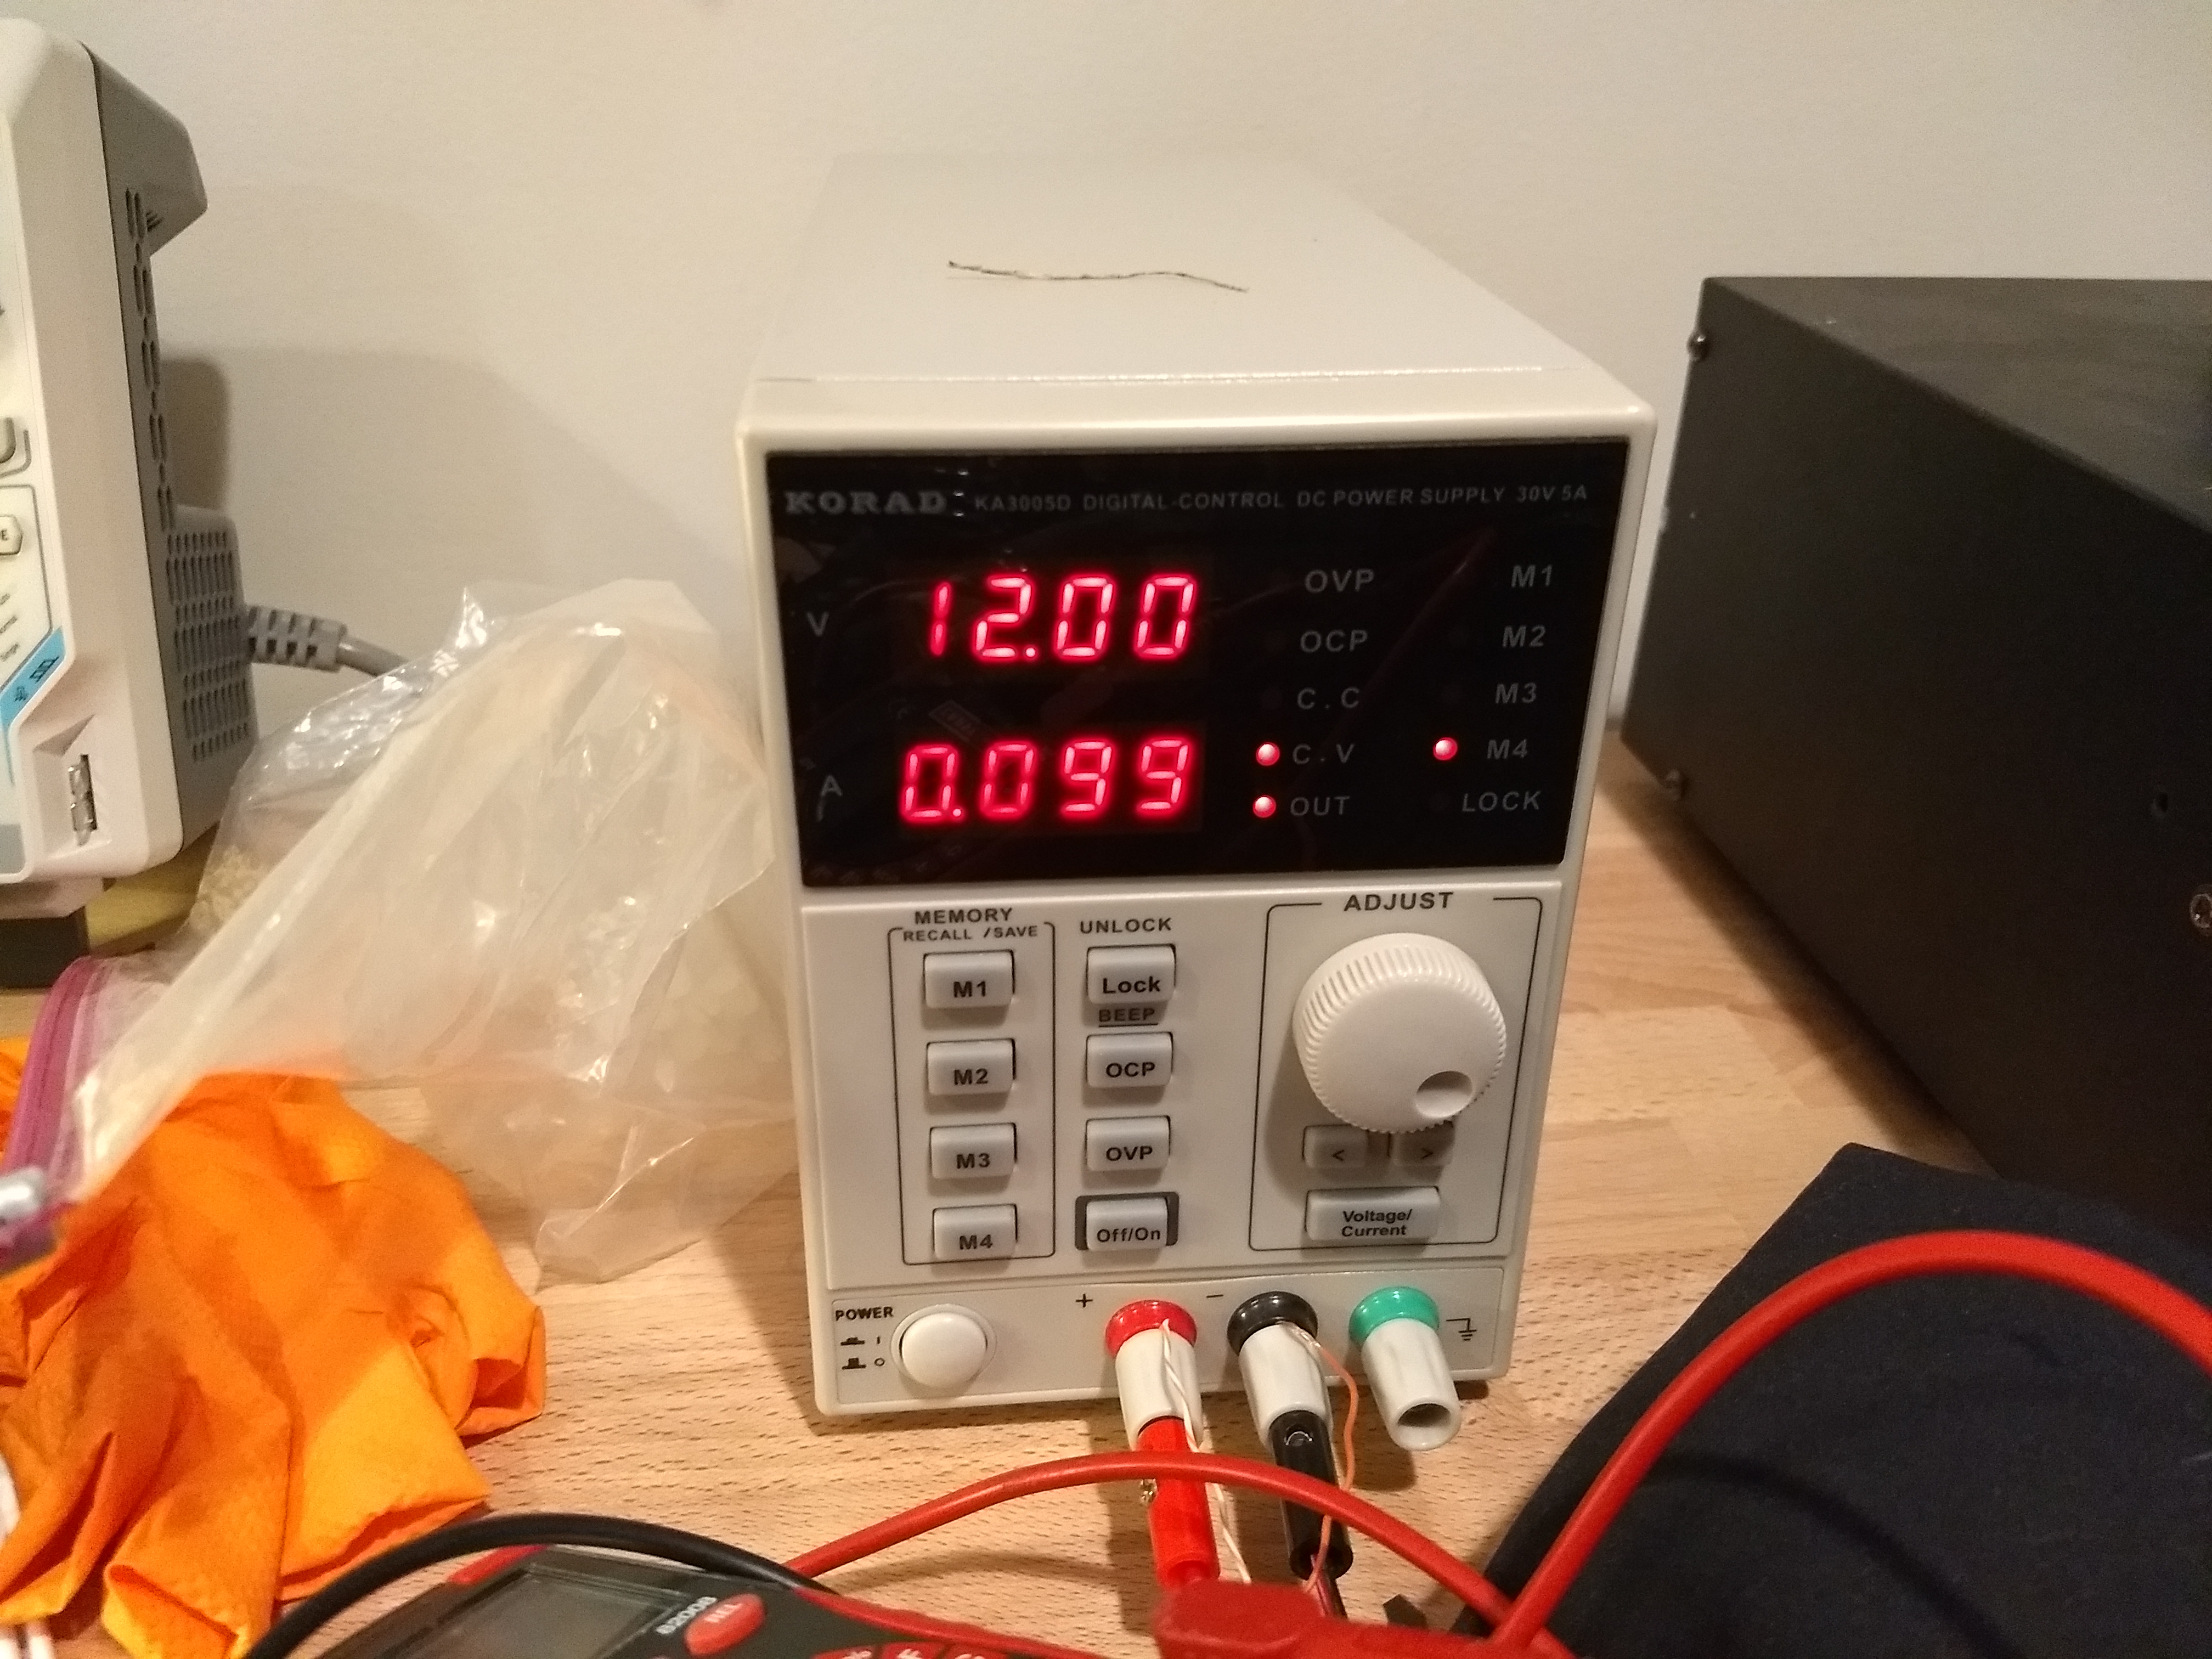 KORAD KA3005D DIGITAL-CONTROL DC POWER SUPPLY 30V 5A
V 12.00
A 0.099
OVP M1
OCP M2
C.C M3
C.V M4
OUT LOCK
MEMORY
RECALL /SAVE
M1
M2
M3
M4
UNLOCK
Lock
BEEP
OCP
OVP
Off/On
ADJUST
< >
Voltage/
Current
POWER
I
O
+ -